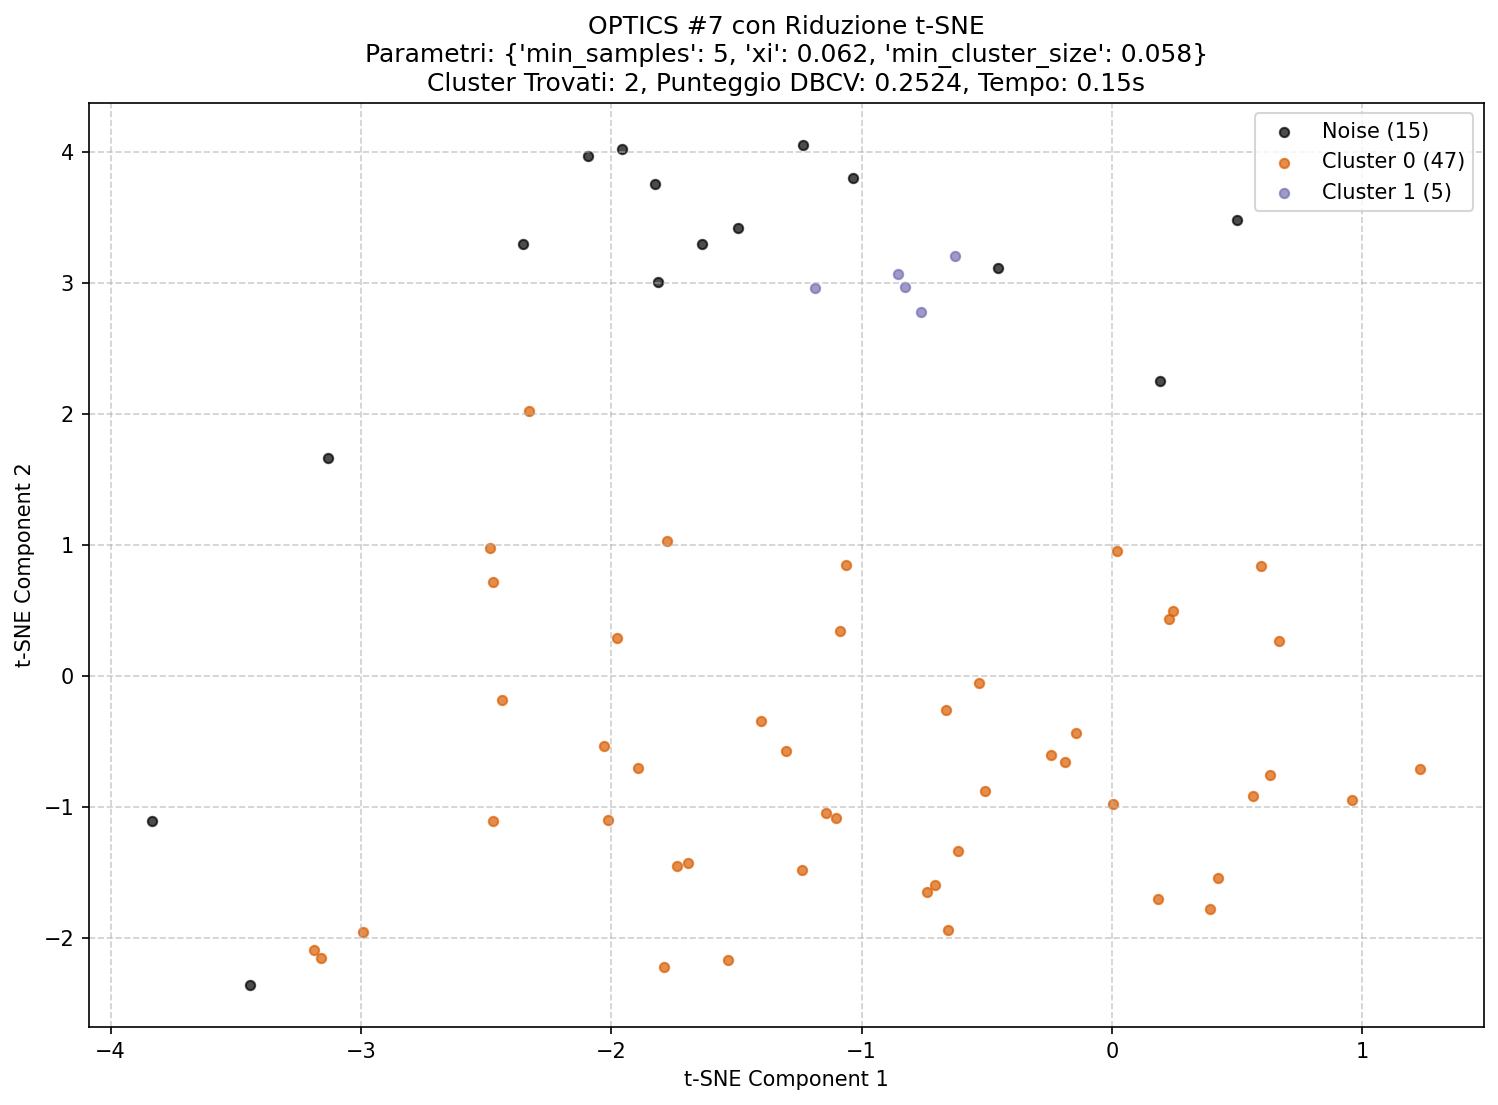 OPTICS #7 con Riduzione t-SNE
Parametri: {'min_samples': 5, 'xi': 0.062, 'min_cluster_size': 0.058}
Cluster Trovati: 2, Punteggio DBCV: 0.2524, Tempo: 0.15s
Noise (15)
Cluster 0 (47)
Cluster 1 (5)
4
3
2
1
0
−1
−2
t-SNE Component 2
−4
−3
−2
−1
0
1
t-SNE Component 1